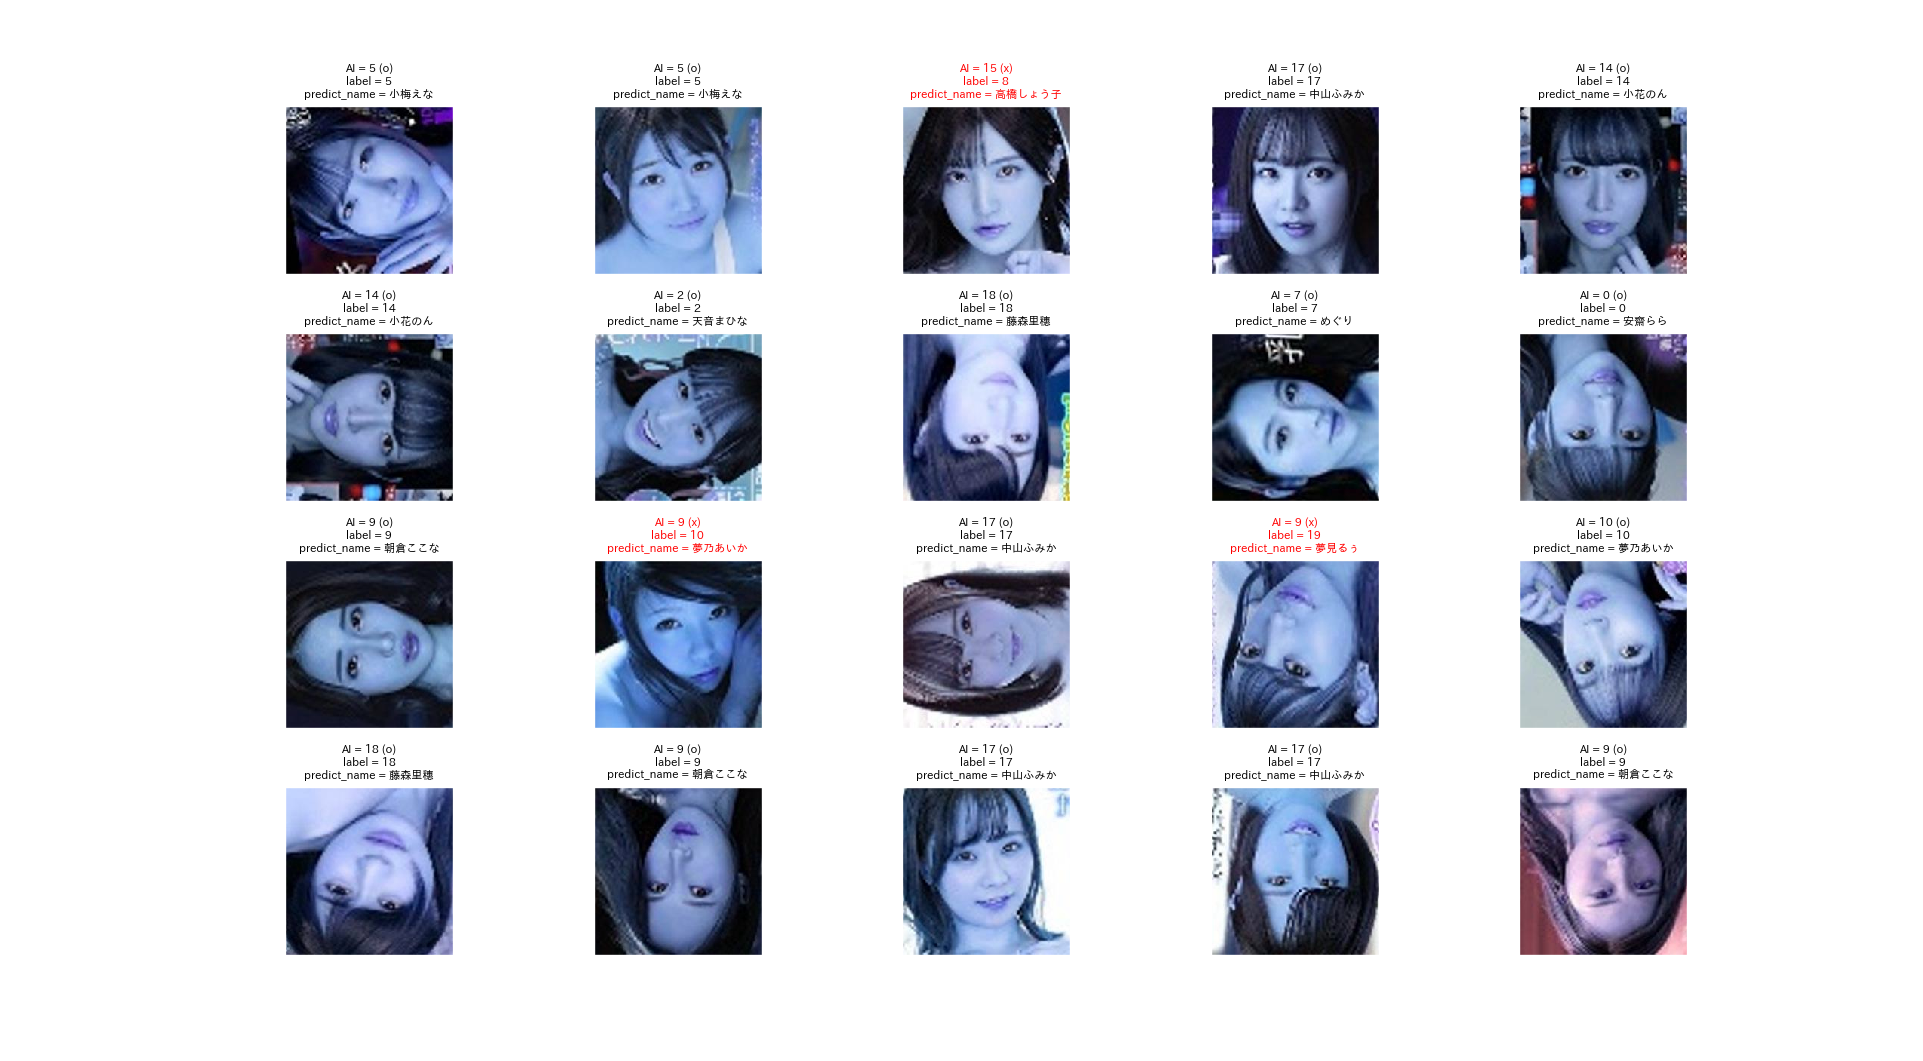 AI = 5 (o)
label = 5
predict_name = 小梅えな
AI = 5 (o)
label = 5
predict_name = 小梅えな
AI = 15 (x)
label = 8
predict_name = 高橋しょう子
AI = 17 (o)
label = 17
predict_name = 中山ふみか
AI = 14 (o)
label = 14
predict_name = 小花のん
AI = 14 (o)
label = 14
predict_name = 小花のん
AI = 2 (o)
label = 2
predict_name = 天音まひな
AI = 18 (o)
label = 18
predict_name = 藤森里穂
AI = 7 (o)
label = 7
predict_name = めぐり
AI = 0 (o)
label = 0
predict_name = 安齋らら
AI = 9 (o)
label = 9
predict_name = 朝倉ここな
AI = 9 (x)
label = 10
predict_name = 夢乃あいか
AI = 17 (o)
label = 17
predict_name = 中山ふみか
AI = 9 (x)
label = 19
predict_name = 夢見るぅ
AI = 10 (o)
label = 10
predict_name = 夢乃あいか
AI = 18 (o)
label = 18
predict_name = 藤森里穂
AI = 9 (o)
label = 9
predict_name = 朝倉ここな
AI = 17 (o)
label = 17
predict_name = 中山ふみか
AI = 17 (o)
label = 17
predict_name = 中山ふみか
AI = 9 (o)
label = 9
predict_name = 朝倉ここな